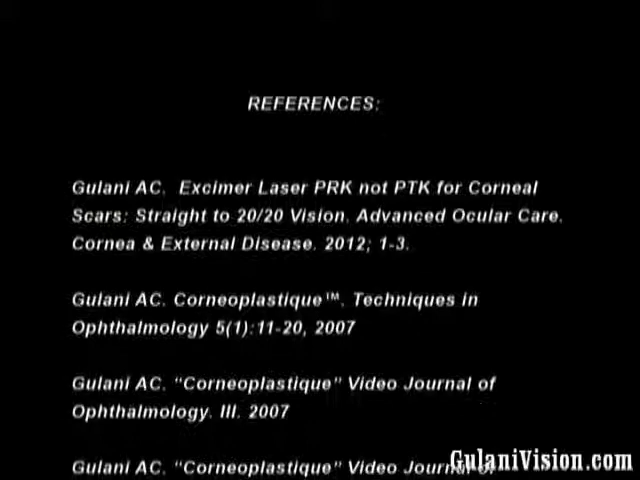 REFERENCES:
Gulani AC. Excimer Laser PRK not PTK for Corneal
Scars: Straight to 20/20 Vision. Advanced Ocular Care.
Cornea & External Disease. 2012; 1-3.
Gulani AC. Corneoplastique™. Techniques in
Ophthalmology 5(1):11-20, 2007
Gulani AC. "Corneoplastique" Video Journal of
Ophthalmology. III. 2007
Gulani AC. "Corneoplastique" Video Journal of
GulaniVision.com